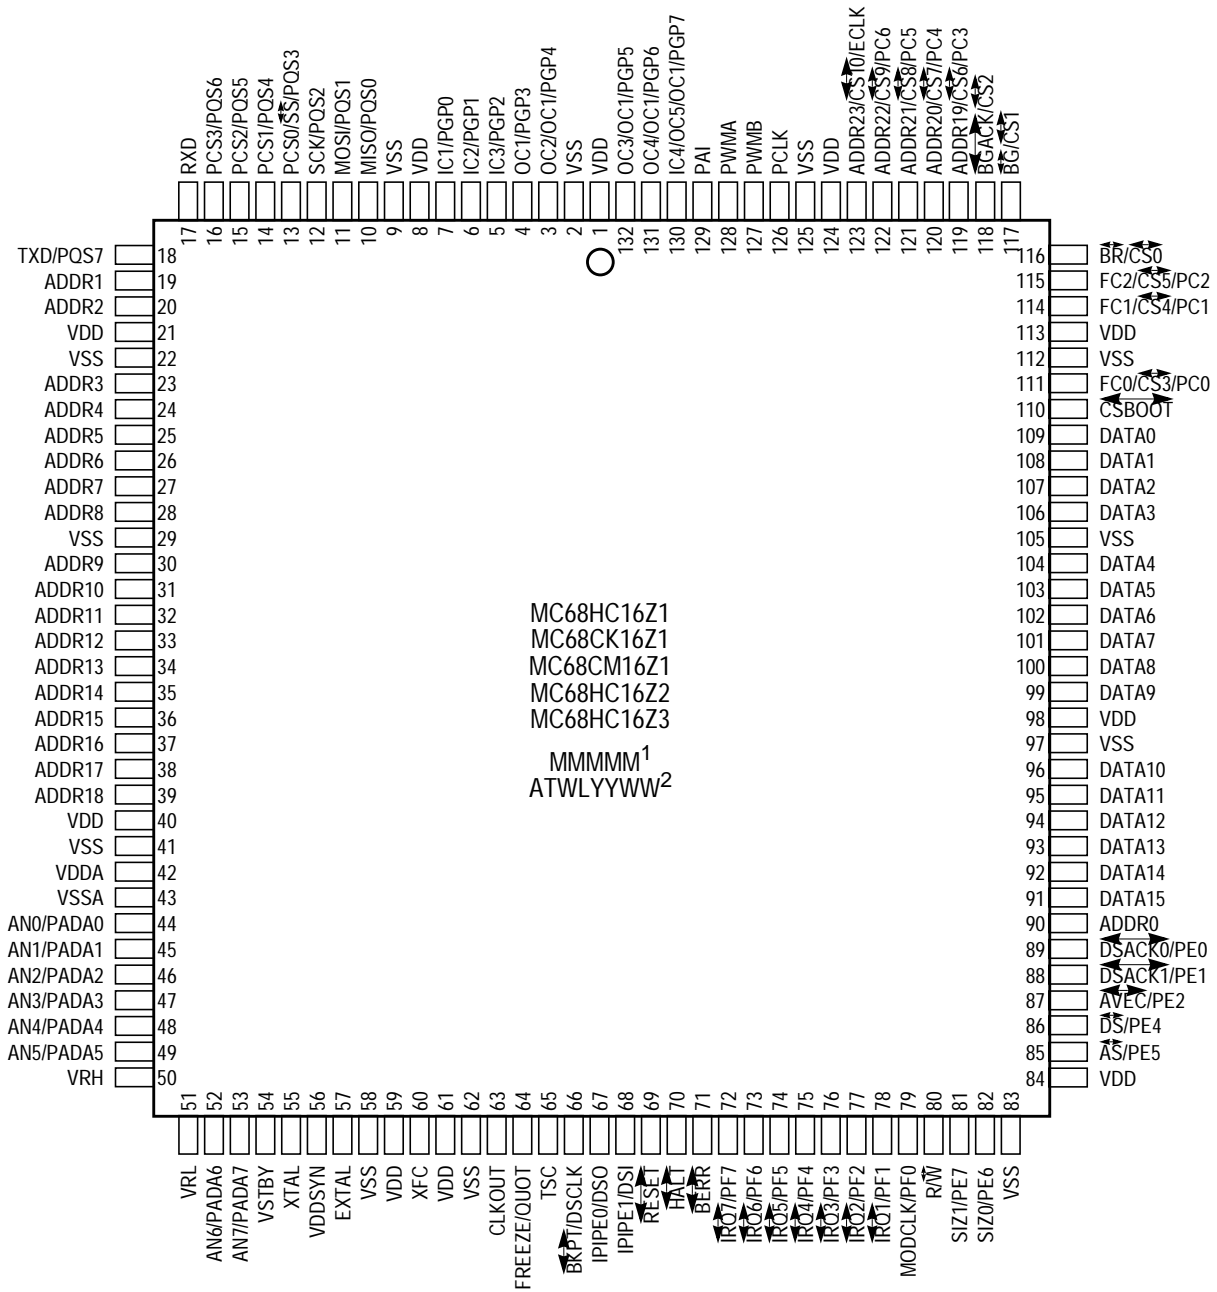 RXD
PCS3/PQS6
PCS2/PQS5
PCS1/PQS4
PCS0/SS/PQS3
SCK/PQS2
MOSI/PQS1
MISO/PQS0
VSS
VDD
IC1/PGP0
IC2/PGP1
IC3/PGP2
OC1/PGP3
OC2/OC1/PGP4
VSS
VDD
OC3/OC1/PGP5
OC4/OC1/PGP6
IC4/OC5/OC1/PGP7
PAI
PWMA
PWMB
PCLK
VSS
VDD
ADDR23/CS10/ECLK
ADDR22/CS9/PC6
ADDR21/CS8/PC5
ADDR20/CS7/PC4
ADDR19/CS6/PC3
BGACK/CS2
BG/CS1
17 16 15 14 13 12 11 10 9 8 7 6 5 4 3 2 1 132 131 130 129 128 127 126 125 124 123 122 121 120 119 118 117
TXD/PQS7 18
ADDR1 19
ADDR2 20
VDD 21
VSS 22
ADDR3 23
ADDR4 24
ADDR5 25
ADDR6 26
ADDR7 27
ADDR8 28
VSS 29
ADDR9 30
ADDR10 31
ADDR11 32
ADDR12 33
ADDR13 34
ADDR14 35
ADDR15 36
ADDR16 37
ADDR17 38
ADDR18 39
VDD 40
VSS 41
VDDA 42
VSSA 43
AN0/PADA0 44
AN1/PADA1 45
AN2/PADA2 46
AN3/PADA3 47
AN4/PADA4 48
AN5/PADA5 49
VRH 50
MC68HC16Z1
MC68CK16Z1
MC68CM16Z1
MC68HC16Z2
MC68HC16Z3
MMMMM1
ATWLYYWW2
116 BR/CS0
115 FC2/CS5/PC2
114 FC1/CS4/PC1
113 VDD
112 VSS
111 FC0/CS3/PC0
110 CSBOOT
109 DATA0
108 DATA1
107 DATA2
106 DATA3
105 VSS
104 DATA4
103 DATA5
102 DATA6
101 DATA7
100 DATA8
99 DATA9
98 VDD
97 VSS
96 DATA10
95 DATA11
94 DATA12
93 DATA13
92 DATA14
91 DATA15
90 ADDR0
89 DSACK0/PE0
88 DSACK1/PE1
87 AVEC/PE2
86 DS/PE4
85 AS/PE5
84 VDD
51 52 53 54 55 56 57 58 59 60 61 62 63 64 65 66 67 68 69 70 71 72 73 74 75 76 77 78 79 80 81 82 83
VRL
AN6/PADA6
AN7/PADA7
VSTBY
XTAL
VDDSYN
EXTAL
VSS
VDD
XFC
VDD
VSS
CLKOUT
FREEZE/QUOT
TSC
BKPT/DSCLK
IPIPE0/DSO
IPIPE1/DSI
RESET
HALT
BERR
IRQ7/PF7
IRQ6/PF6
IRQ5/PF5
IRQ4/PF4
IRQ3/PF3
IRQ2/PF2
IRQ1/PF1
MODCLK/PF0
R/W
SIZ1/PE7
SIZ0/PE6
VSS